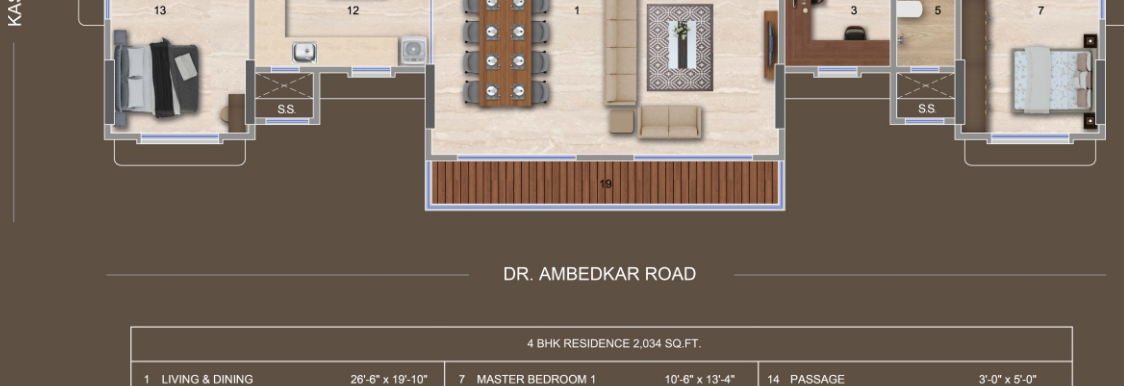 KAS
13
12
1
3
5
7
S.S.
S.S.
19
DR. AMBEDKAR ROAD
4 BHK RESIDENCE 2,034 SQ.FT.
1 LIVING & DINING 26'-6" x 19'-10" 7 MASTER BEDROOM 1 10'-6" x 13'-4" 14 PASSAGE 3'-0" x 5'-0"